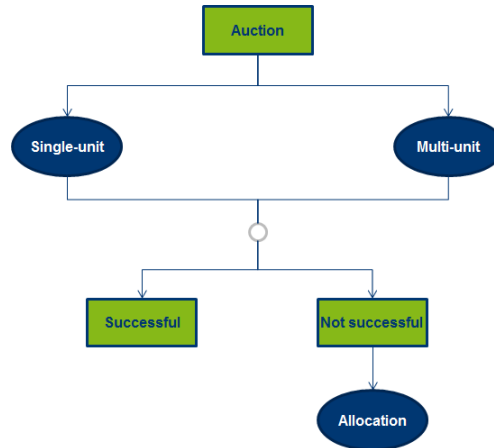 Auction
Single-unit
Multi-unit
Successful
Not successful
Allocation